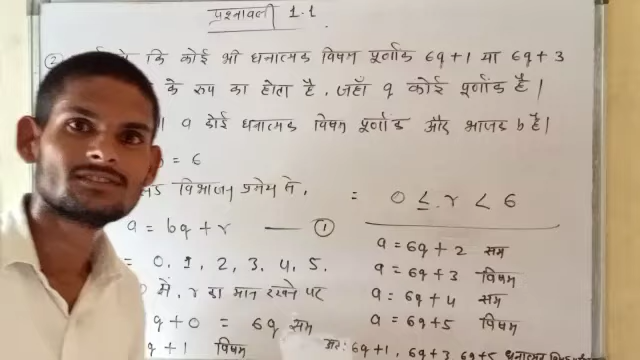 प्रश्नावली 1.1
② कि कोई भी धनात्मक विषम पूर्णांक 6q+1 या 6q+3
के रूप का होता है, जहाँ q कोई पूर्णांक है।
a कोई धनात्मक विषम पूर्णांक और भाजक b है।
= 6
विभाजन प्रमेय से,
= 0 ≤ r < 6
a = bq + r — ①
= 0, 1, 2, 3, 4, 5.
में, r का मान रखने पर
q + 0 = 6q सम
q + 1 विषम
a = 6q + 2 सम
a = 6q + 3 विषम
a = 6q + 4 सम
a = 6q + 5 विषम
अतः 6q+1, 6q+3, 6q+5 धनात्मक